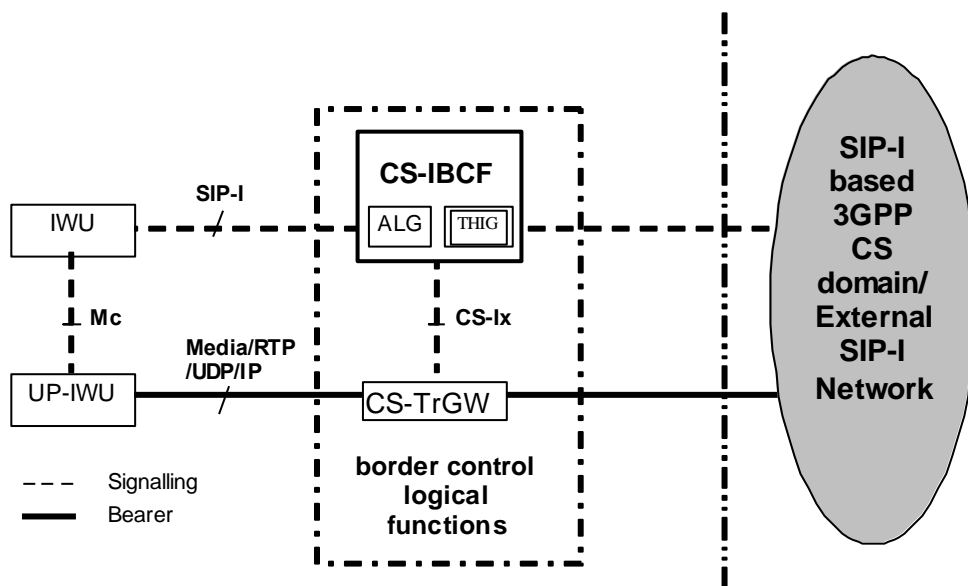 SIP-I
IWU
Mc
UP-IWU
Media/RTP
/UDP/IP
CS-IBCF
ALG
THIG
CS-Ix
CS-TrGW
border control
logical
functions
SIP-I
based
3GPP
CS
domain/
External
SIP-I
Network
Signalling
Bearer